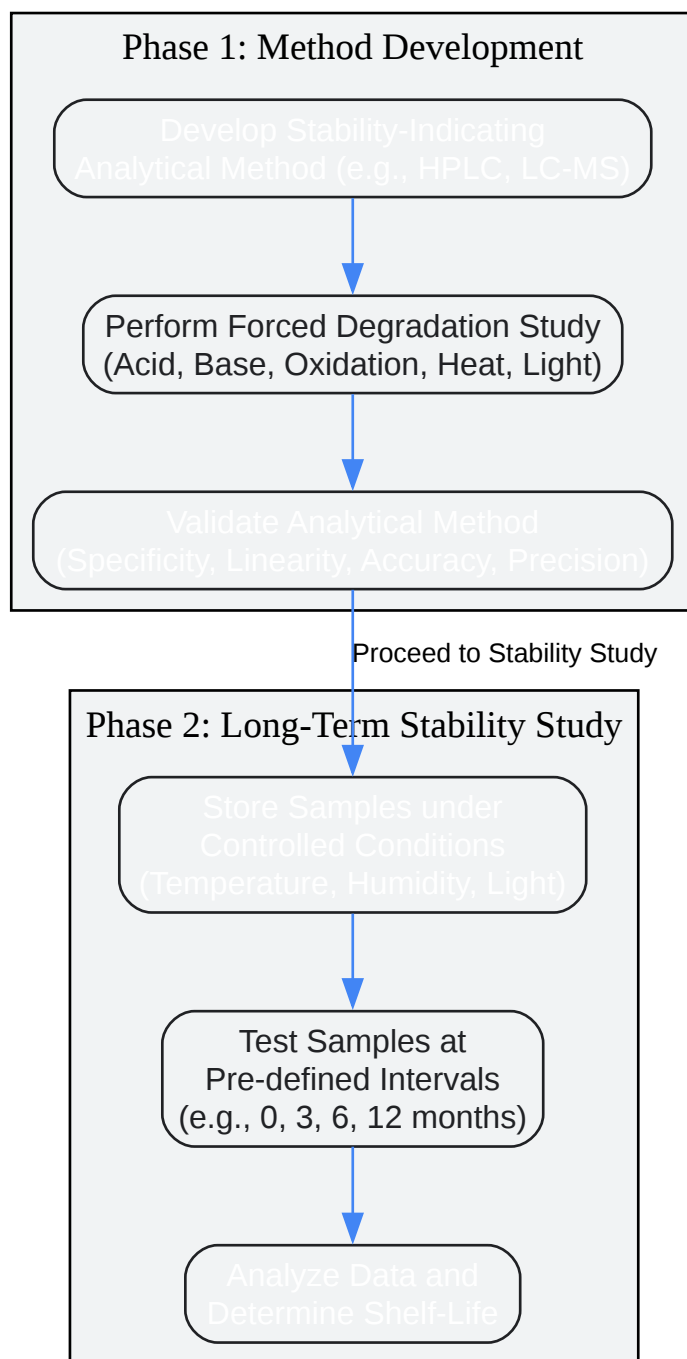 Phase 1: Method Development
Develop Stability-Indicating
Analytical Method (e.g., HPLC, LC-MS)
Perform Forced Degradation Study
(Acid, Base, Oxidation, Heat, Light)
Validate Analytical Method
(Specificity, Linearity, Accuracy, Precision)
Proceed to Stability Study
Phase 2: Long-Term Stability Study
Store Samples under
Controlled Conditions
(Temperature, Humidity, Light)
Test Samples at
Pre-defined Intervals
(e.g., 0, 3, 6, 12 months)
Analyze Data and
Determine Shelf-Life